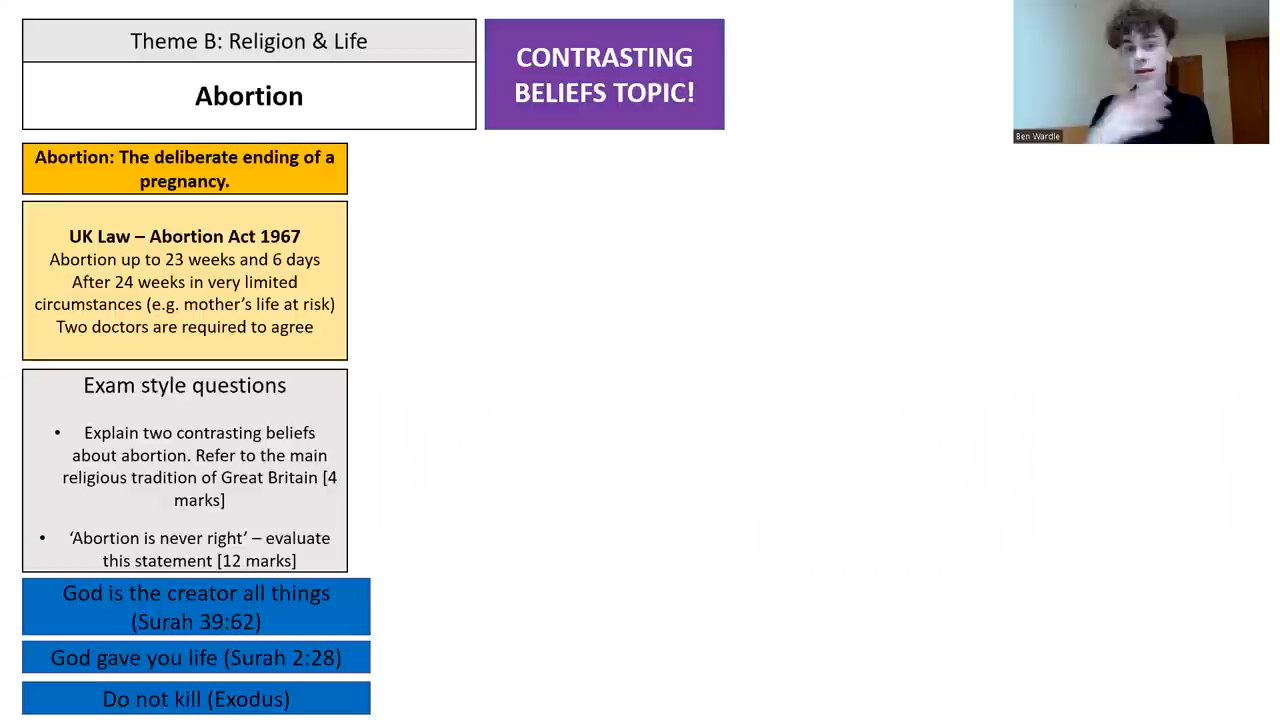 Theme B: Religion & Life
Abortion
CONTRASTING
BELIEFS TOPIC!
Ben Wardle
Abortion: The deliberate ending of a
pregnancy.
UK Law – Abortion Act 1967
Abortion up to 23 weeks and 6 days
After 24 weeks in very limited
circumstances (e.g. mother's life at risk)
Two doctors are required to agree
Exam style questions
• Explain two contrasting beliefs
about abortion. Refer to the main
religious tradition of Great Britain [4
marks]
• ‘Abortion is never right’ – evaluate
this statement [12 marks]
God is the creator all things
(Surah 39:62)
God gave you life (Surah 2:28)
Do not kill (Exodus)